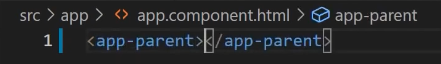 src > app > app.component.html > app-parent
1 <app-parent></app-parent>